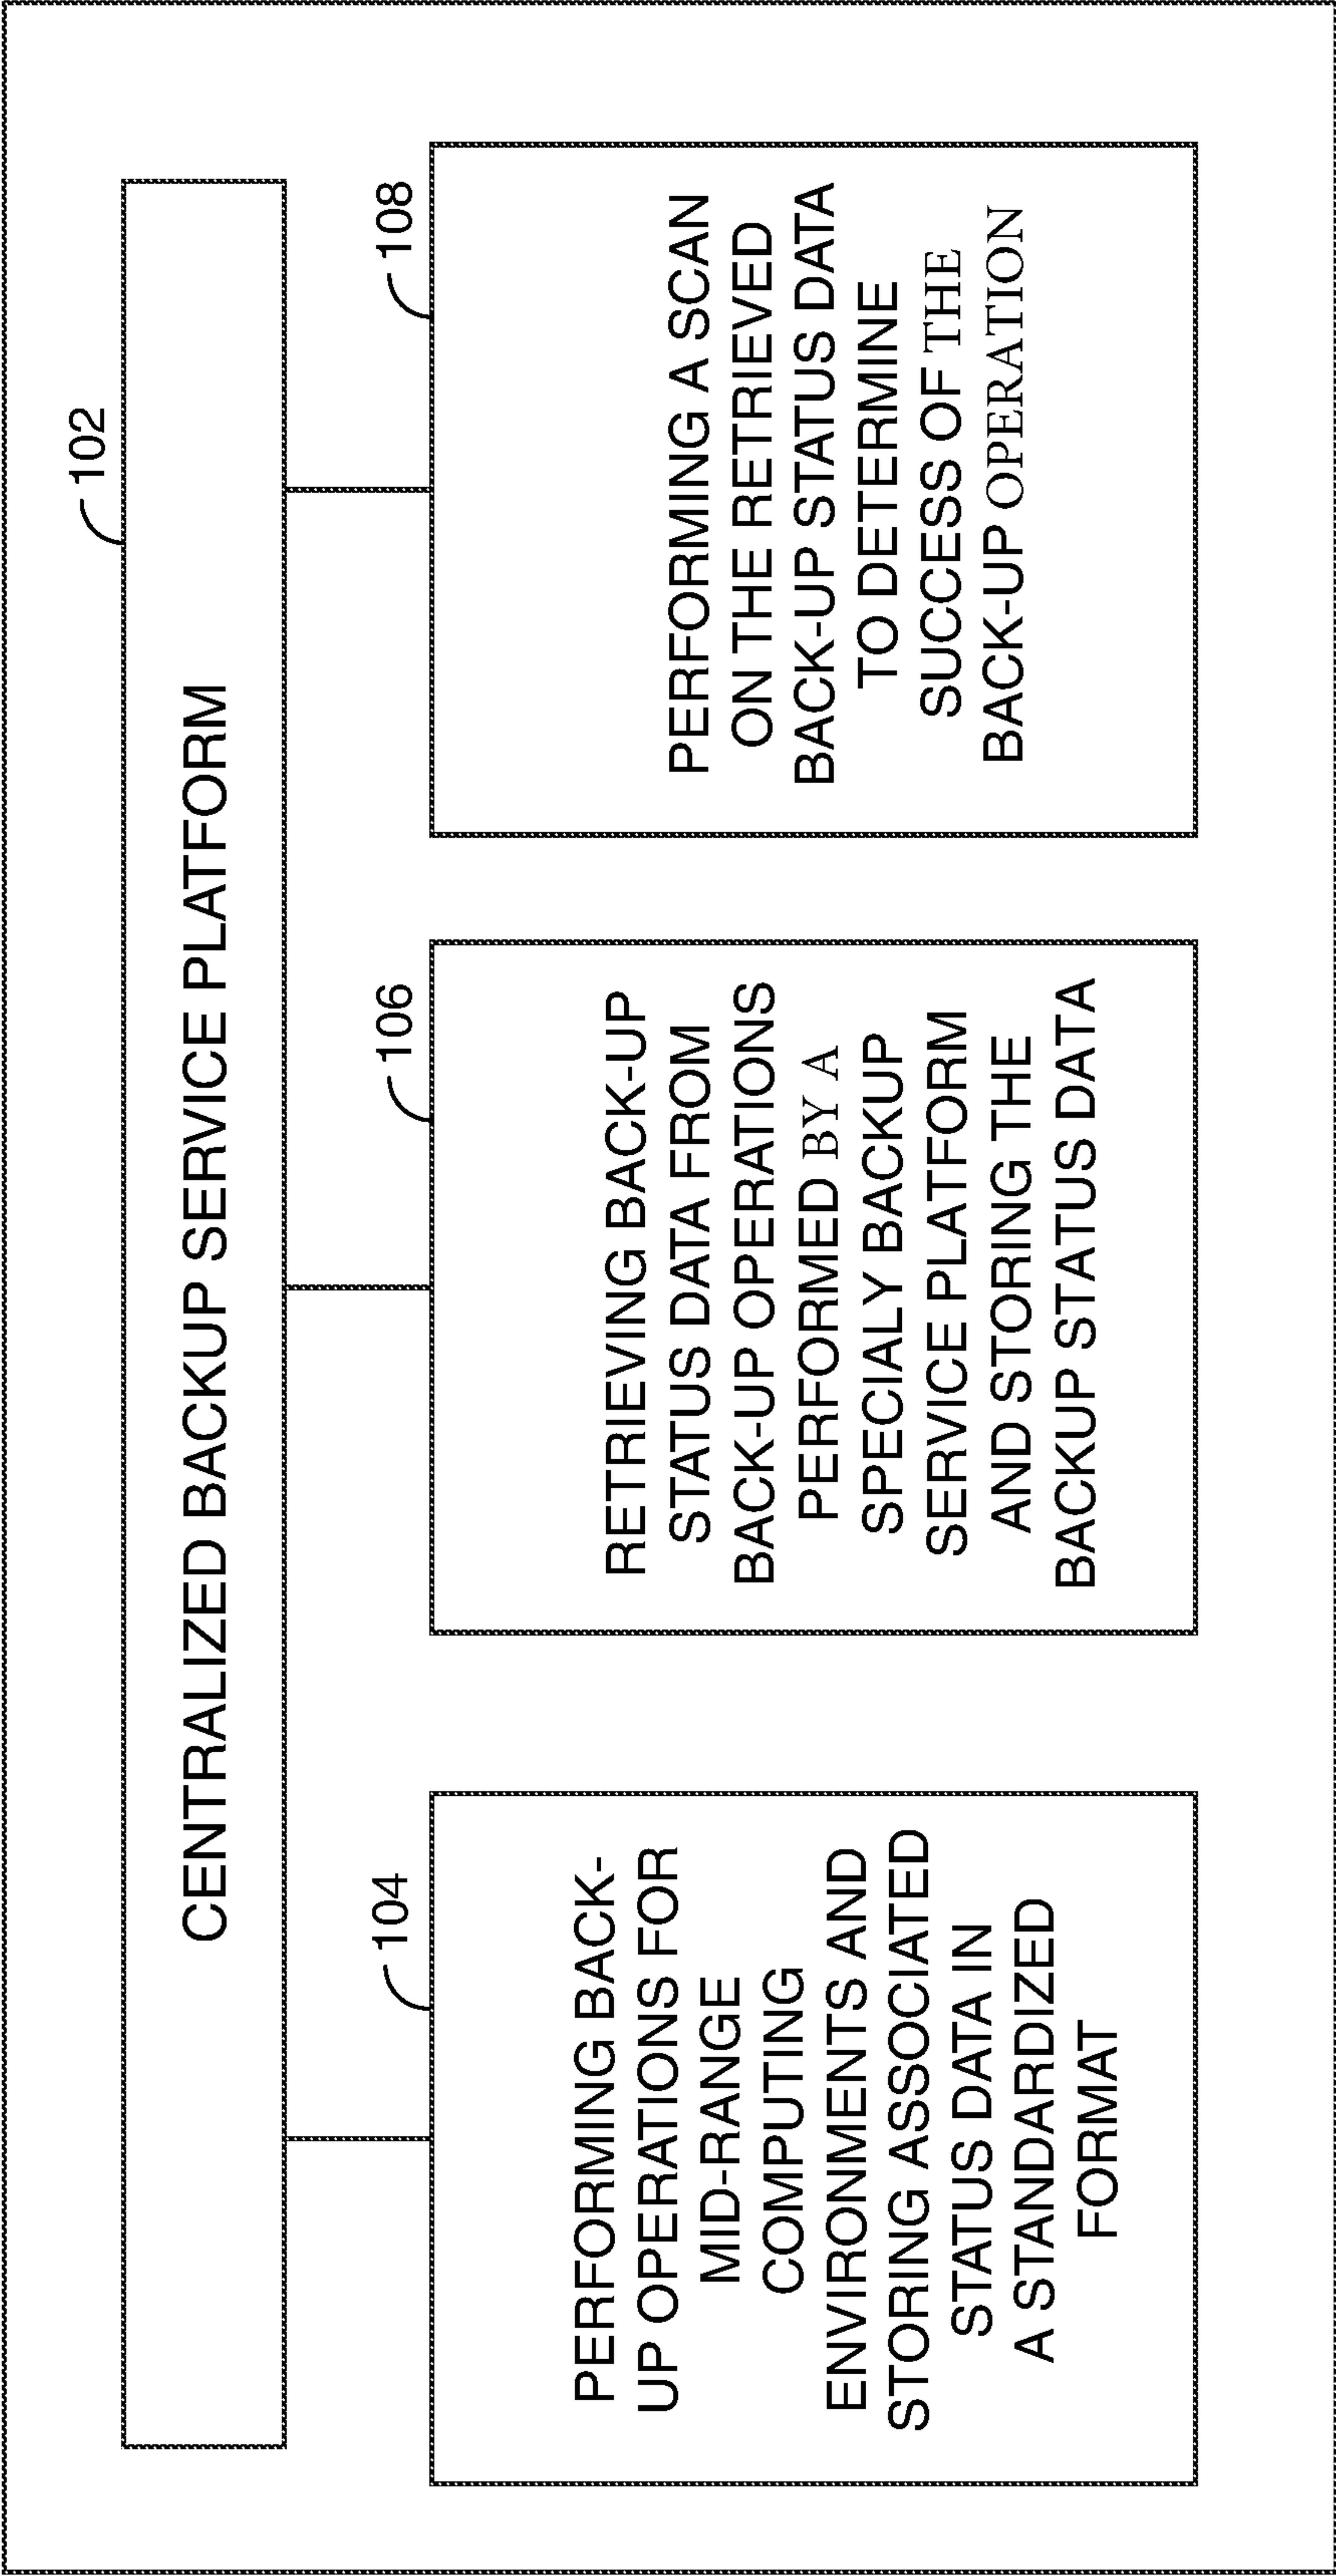 102
CENTRALIZED BACKUP SERVICE PLATFORM
104
PERFORMING BACK-
UP OPERATIONS FOR
MID-RANGE
COMPUTING
ENVIRONMENTS AND
STORING ASSOCIATED
STATUS DATA IN
A STANDARDIZED
FORMAT
106
RETRIEVING BACK-UP
STATUS DATA FROM
BACK-UP OPERATIONS
PERFORMED BY A
SPECIALY BACKUP
SERVICE PLATFORM
AND STORING THE
BACKUP STATUS DATA
108
PERFORMING A SCAN
ON THE RETRIEVED
BACK-UP STATUS DATA
TO DETERMINE
SUCCESS OF THE
BACK-UP OPERATION